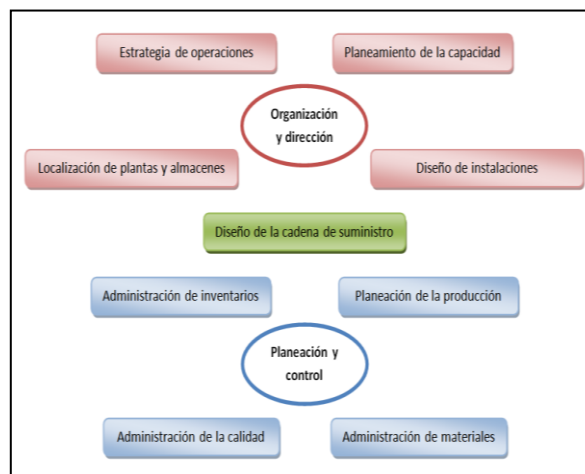 Estrategia de operaciones
Planeamiento de la capacidad
Organización
y dirección
Localización de plantas y almacenes
Diseño de instalaciones
Diseño de la cadena de suministro
Administración de inventarios
Planeación de la producción
Planeación y
control
Administración de la calidad
Administración de materiales